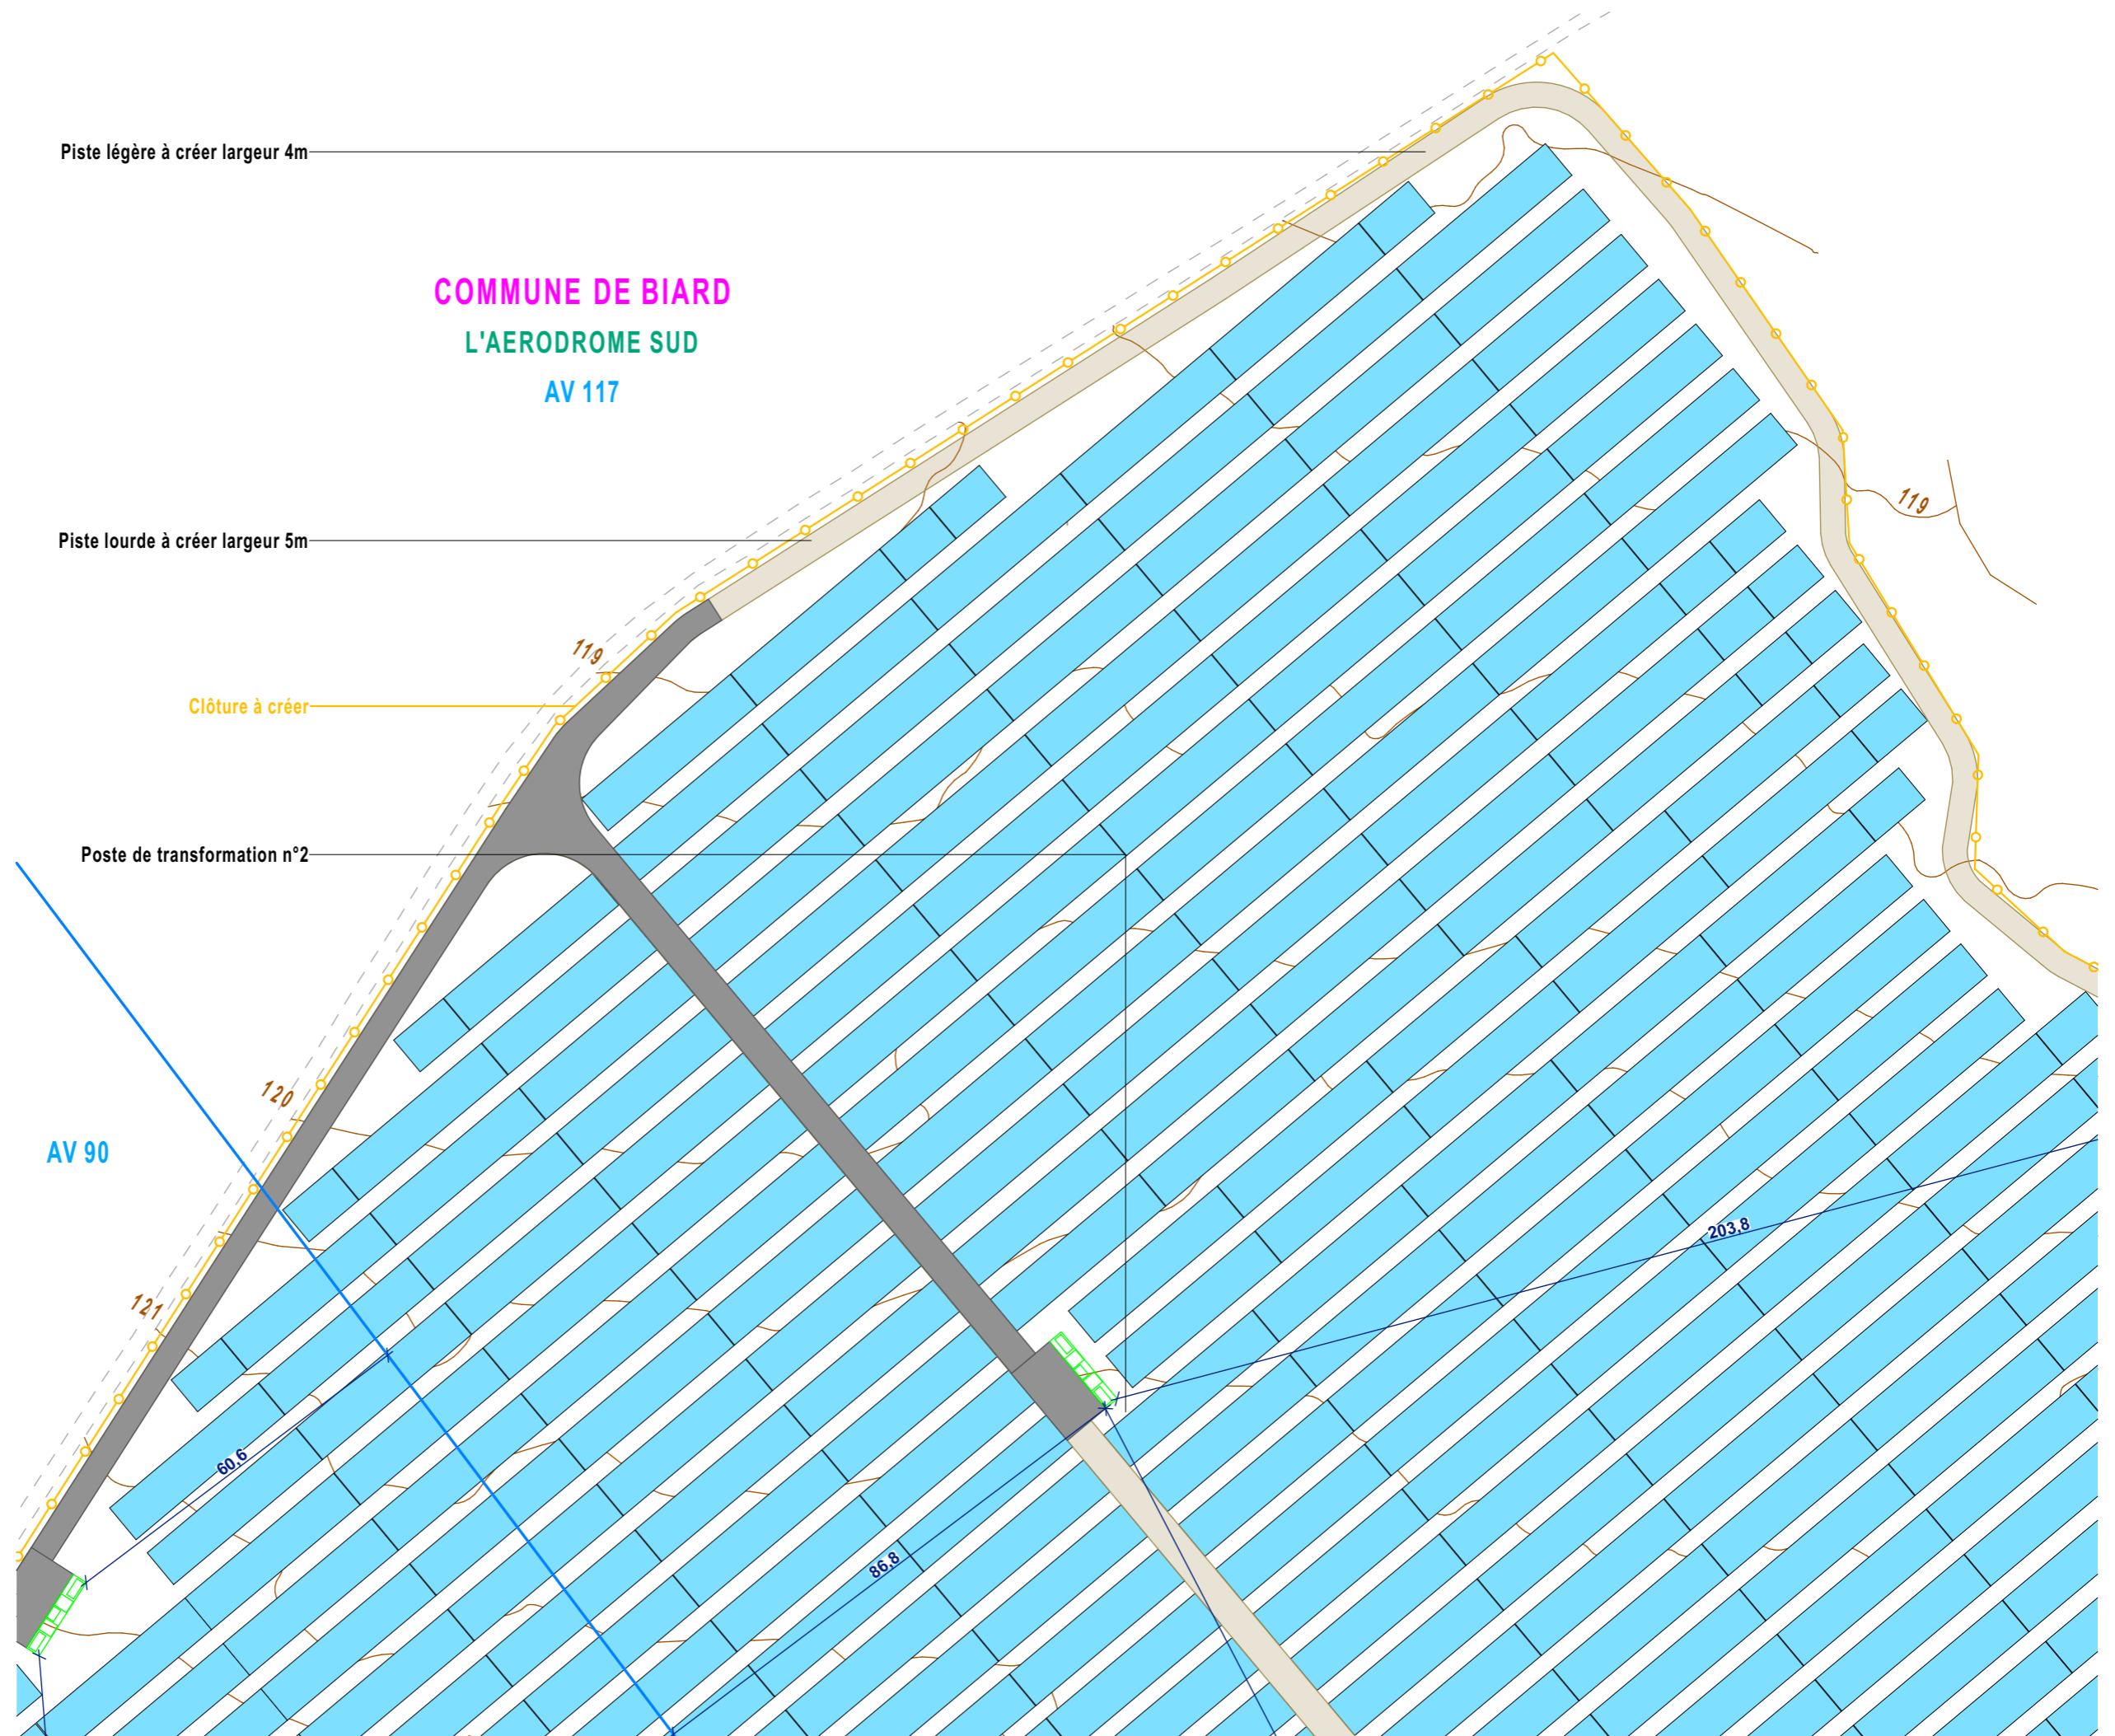 Piste légère à créer largeur 4m
COMMUNE DE BIARD
L'AERODROME SUD
AV 117
119
Piste lourde à créer largeur 5m
119
Clôture à créer
Poste de transformation n°2
120
AV 90
203,8
121
60,6
86,8